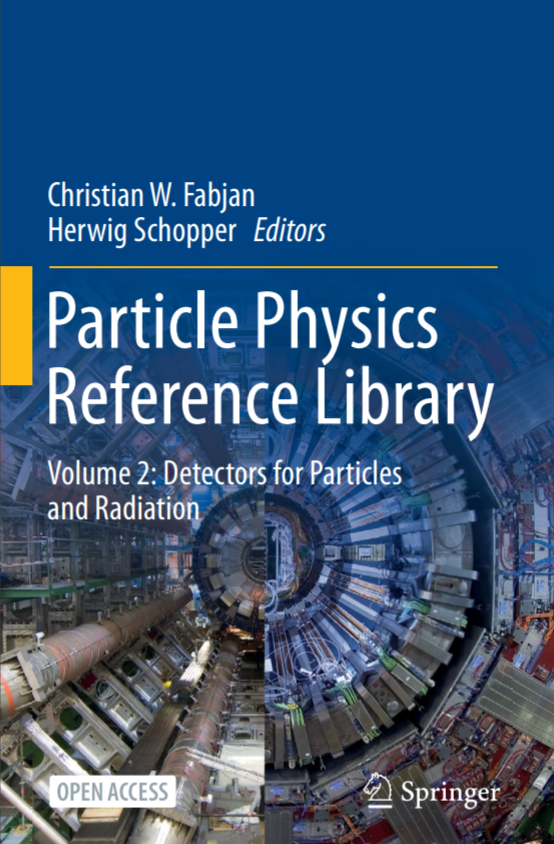 Christian W. Fabjan
Herwig Schopper Editors
Particle Physics
Reference Library
Volume 2: Detectors for Particles
and Radiation
OPEN ACCESS
Springer